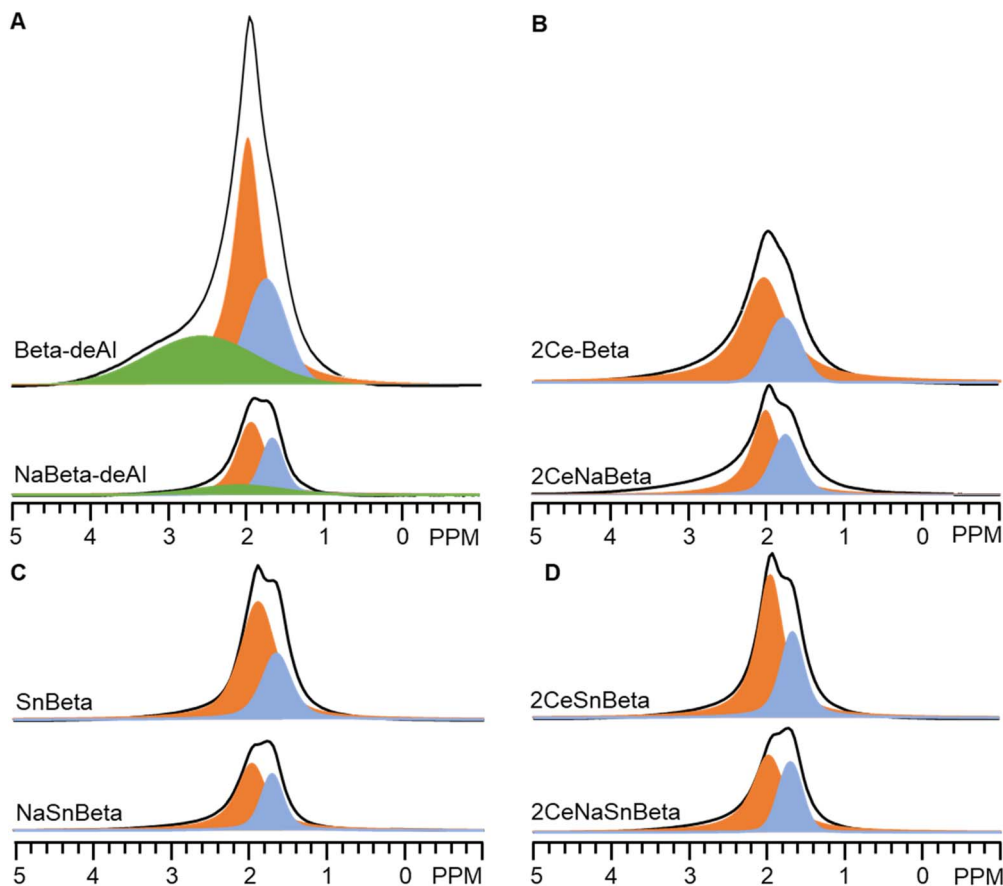 A
Beta-deAl
NaBeta-deAl
5 4 3 2 1 0 PPM
B
2Ce-Beta
2CeNaBeta
5 4 3 2 1 0 PPM
C
SnBeta
NaSnBeta
5 4 3 2 1 0 PPM
D
2CeSnBeta
2CeNaSnBeta
5 4 3 2 1 0 PPM